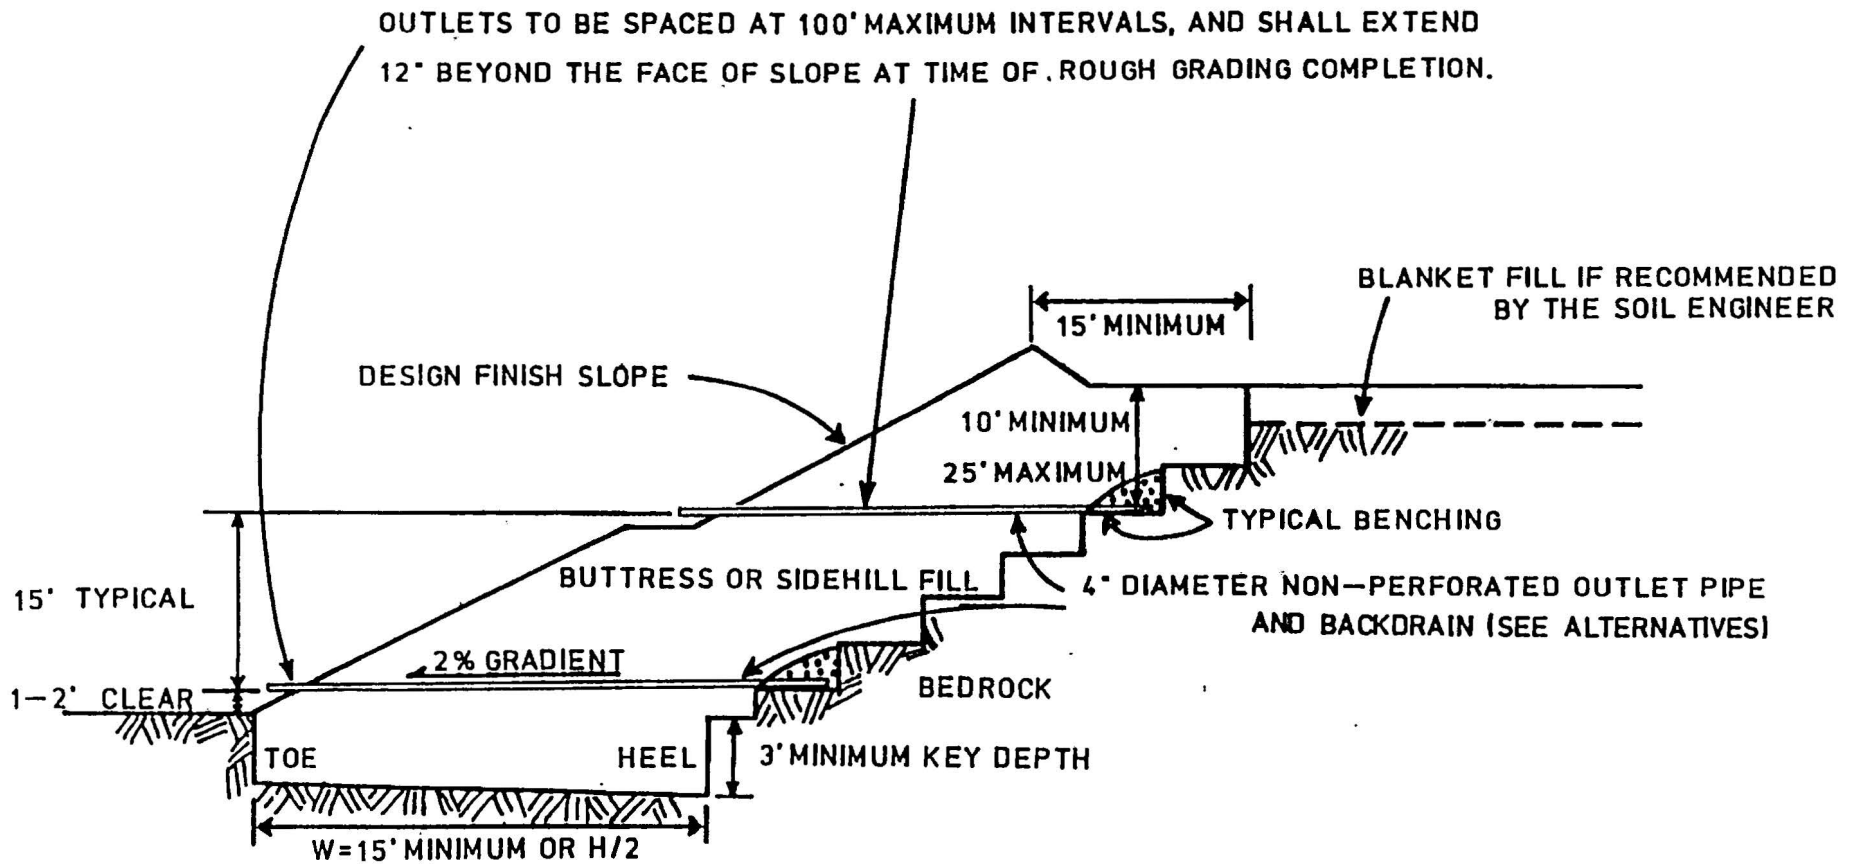 OUTLETS TO BE SPACED AT 100' MAXIMUM INTERVALS, AND SHALL EXTEND
12" BEYOND THE FACE OF SLOPE AT TIME OF . ROUGH GRADING COMPLETION.
BLANKET FILL IF RECOMMENDED
BY THE SOIL ENGINEER
15' MINIMUM
DESIGN FINISH SLOPE
10' MINIMUM
25' MAXIMUM
TYPICAL BENCHING
BUTTRESS OR SIDEHILL FILL
4" DIAMETER NON-PERFORATED OUTLET PIPE
AND BACKDRAIN (SEE ALTERNATIVES)
15' TYPICAL
2% GRADIENT
1-2' CLEAR
BEDROCK
TOE
HEEL
3' MINIMUM KEY DEPTH
W=15' MINIMUM OR H/2